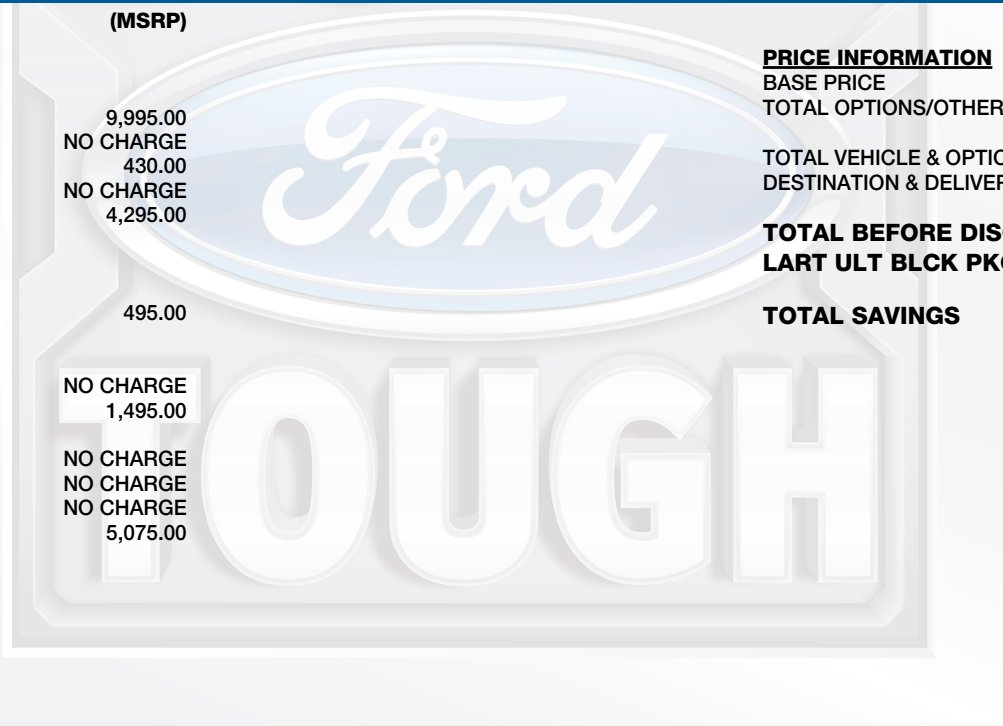 (MSRP)
9,995.00
NO CHARGE
430.00
NO CHARGE
4,295.00
495.00
NO CHARGE
1,495.00
NO CHARGE
NO CHARGE
NO CHARGE
5,075.00
PRICE INFORMATION
BASE PRICE
TOTAL OPTIONS/OTHER
TOTAL VEHICLE & OPTIO
DESTINATION & DELIVER
TOTAL BEFORE DIS
LART ULT BLCK PK
TOTAL SAVINGS
Ford
TOUGH